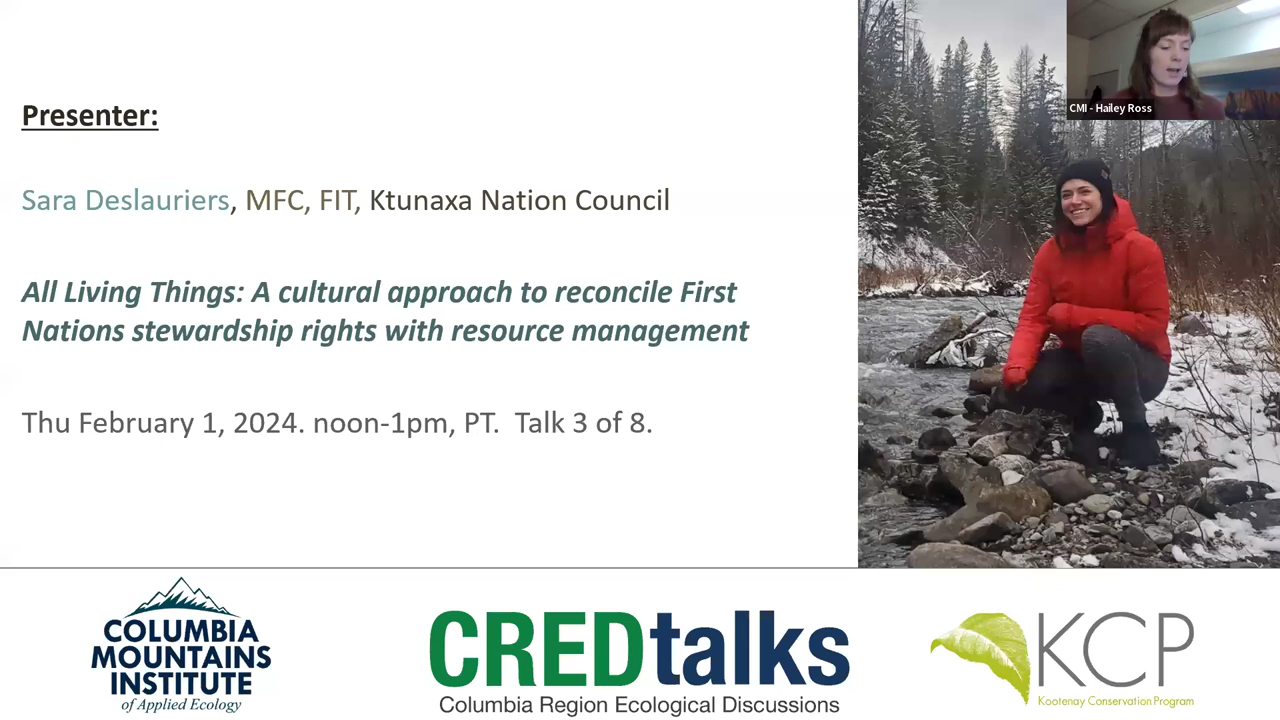 Presenter:
Sara Deslauriers, MFC, FIT, Ktunaxa Nation Council
All Living Things: A cultural approach to reconcile First
Nations stewardship rights with resource management
Thu February 1, 2024. noon-1pm, PT.  Talk 3 of 8.
CMI - Hailey Ross
COLUMBIA
MOUNTAINS
INSTITUTE
of Applied Ecology
CREDtalks
Columbia Region Ecological Discussions
KCP
Kootenay Conservation Program